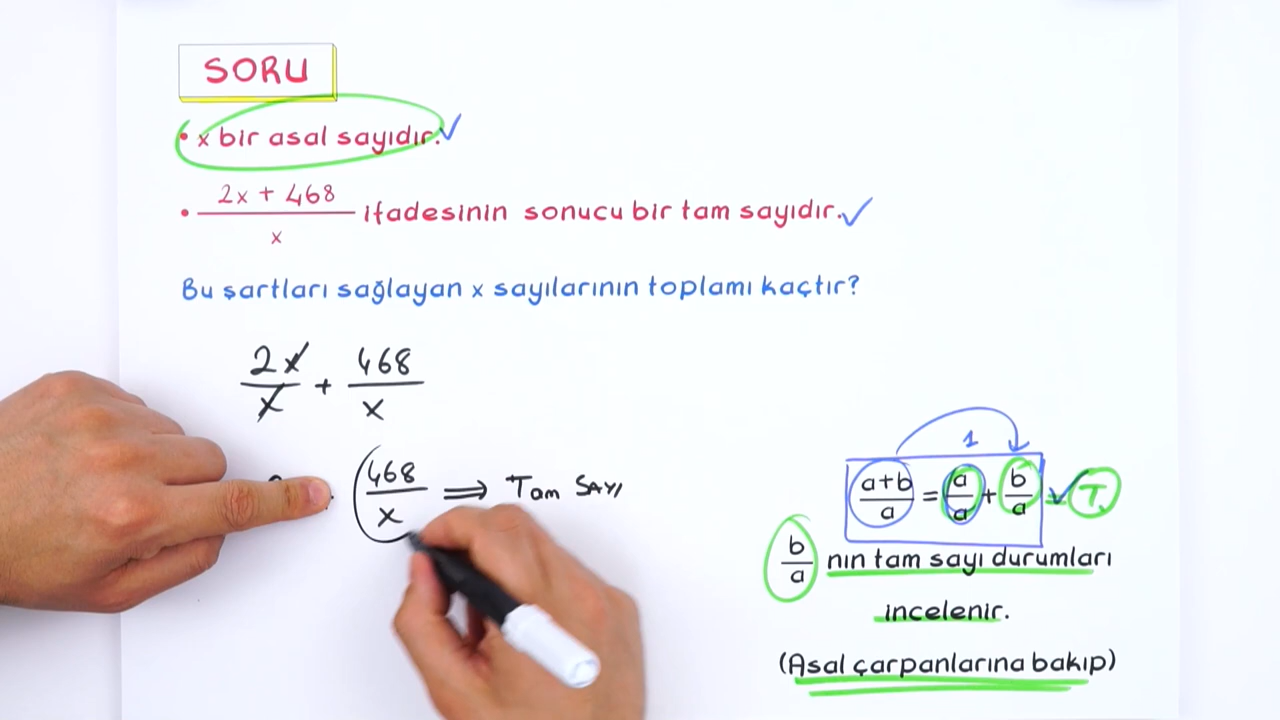 SORU
• x bir asal sayıdır.
• 2x + 468 / x ifadesinin sonucu bir tam sayıdır.
Bu şartları sağlayan x sayılarının toplamı kaçtır?
2x/x + 468/x
468/x ⇒ Tam SAYI
1
a+b/a = a/a + b/a T.
b/a nın tam sayı durumları
incelenir.
(Asal çarpanlarına bakıp)